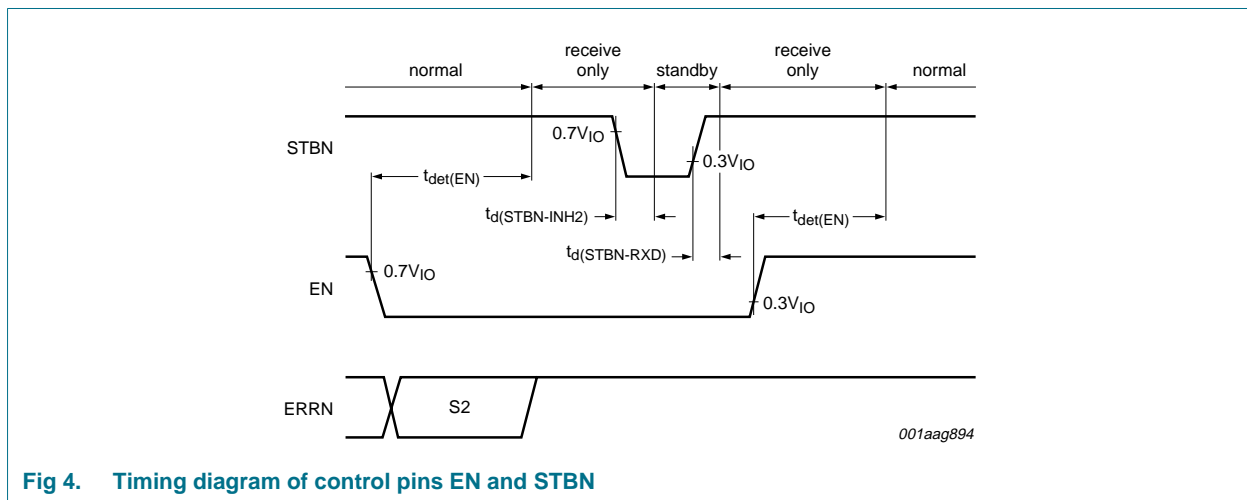 receive
only
receive
only
normal
standby
normal
STBN
0.7VIO
0.3VIO
tdet(EN)
td(STBN-INH2)
tdet(EN)
td(STBN-RXD)
EN
0.7VIO
0.3VIO
ERRN
S2
001aag894
Fig 4. Timing diagram of control pins EN and STBN